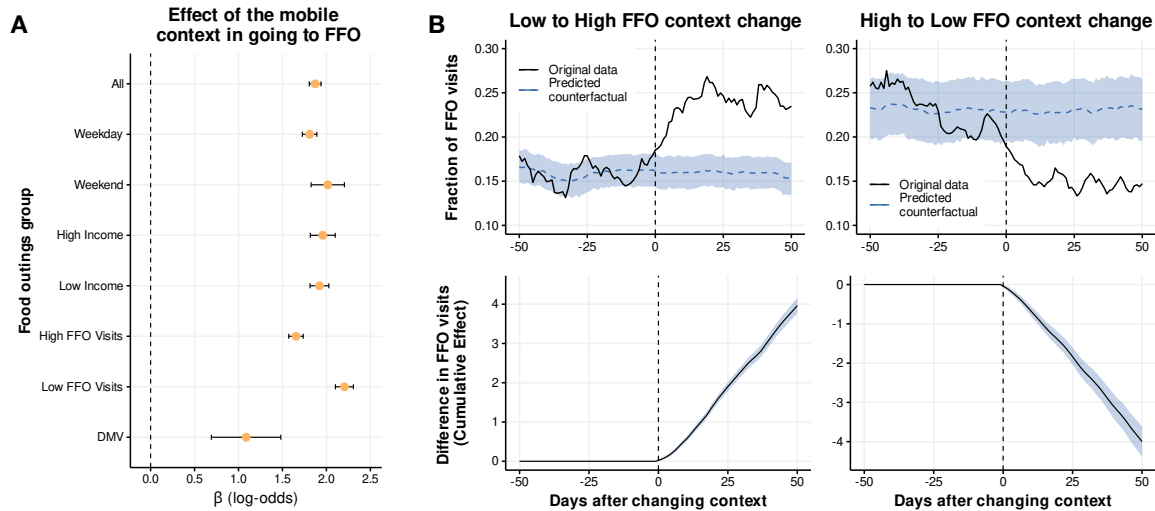 A
Effect of the mobile
context in going to FFO
Food outings group
All
Weekday
Weekend
High Income
Low Income
High FFO Visits
Low FFO Visits
DMV
0.0 0.5 1.0 1.5 2.0 2.5
β (log-odds)
B
Low to High FFO context change
Fraction of FFO visits
0.30
0.25
0.20
0.15
0.10
Original data
Predicted
counterfactual
-50 -25 0 25 50
High to Low FFO context change
0.30
0.25
0.20
0.15
0.10
Original data
Predicted
counterfactual
-50 -25 0 25 50
Difference in FFO visits
(Cumulative Effect)
4
3
2
1
0
-50 -25 0 25 50
Days after changing context
0
-1
-2
-3
-4
-50 -25 0 25 50
Days after changing context